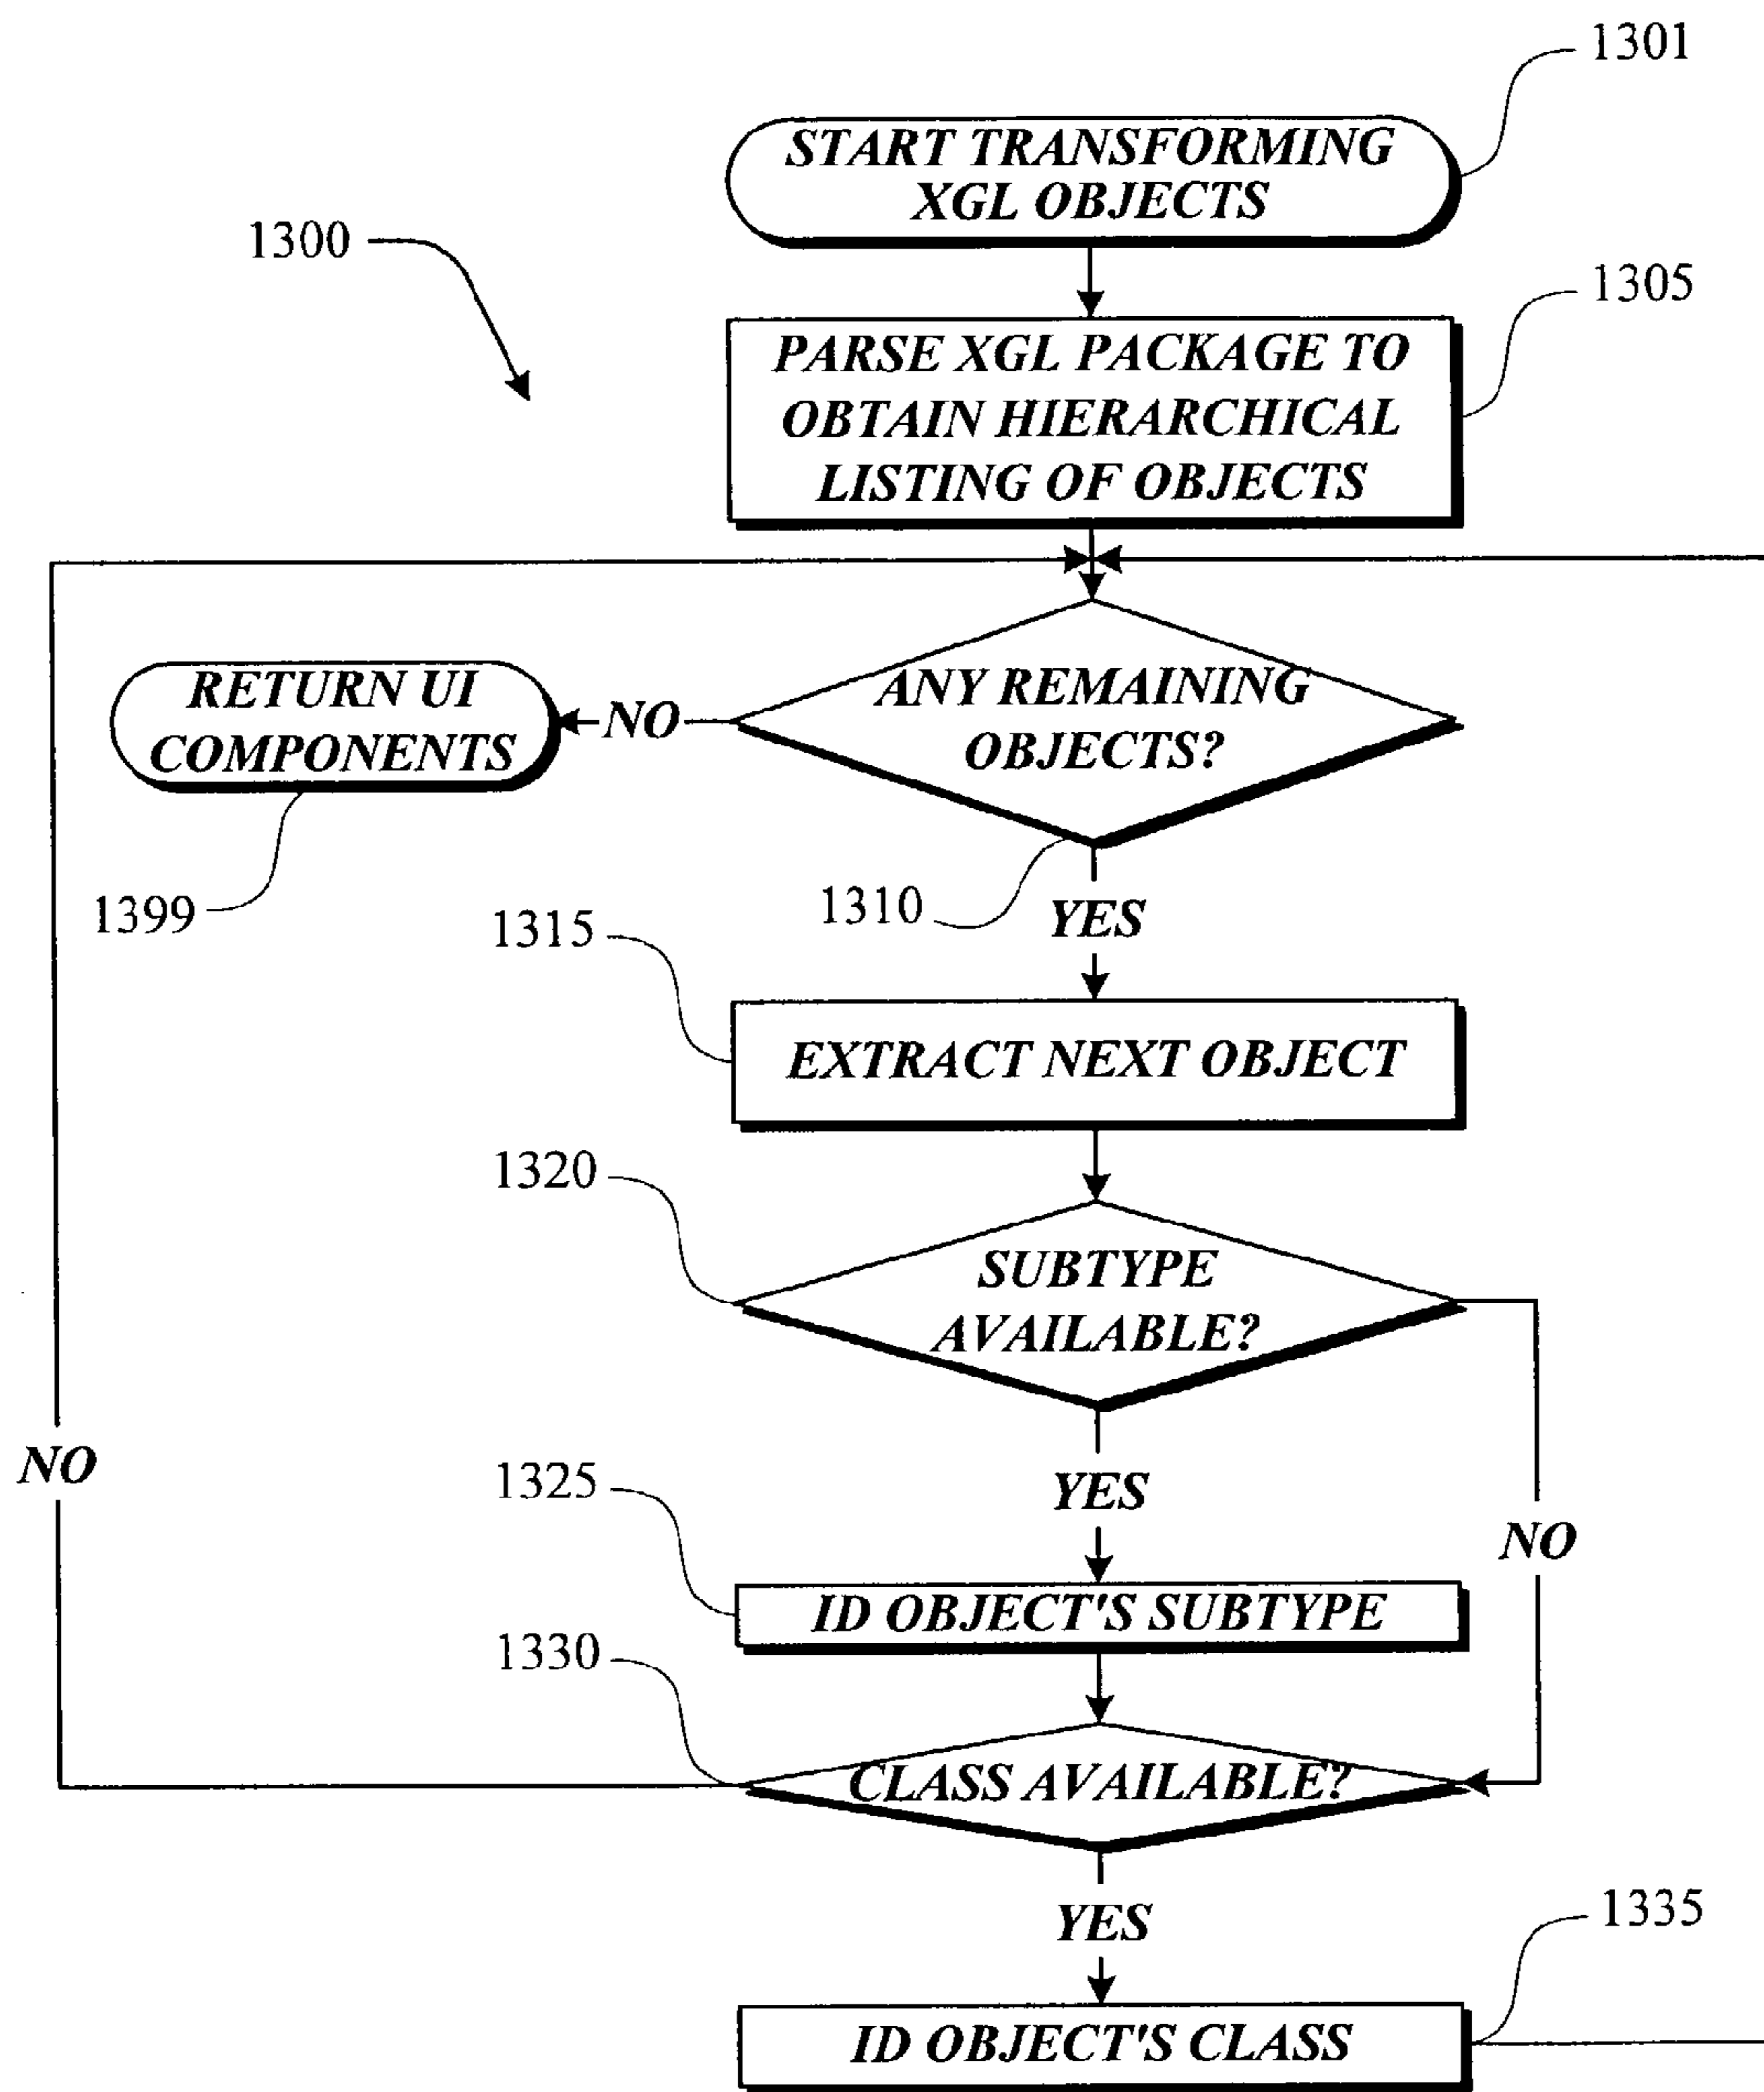 1301
START TRANSFORMING
XGL OBJECTS
1300
1305
PARSE XGL PACKAGE TO
OBTAIN HIERARCHICAL
LISTING OF OBJECTS
ANY REMAINING
OBJECTS?
NO
RETURN UI
COMPONENTS
1399
1310
YES
1315
EXTRACT NEXT OBJECT
1320
SUBTYPE
AVAILABLE?
NO
YES
1325
NO
ID OBJECT'S SUBTYPE
1330
CLASS AVAILABLE?
YES
1335
ID OBJECT'S CLASS